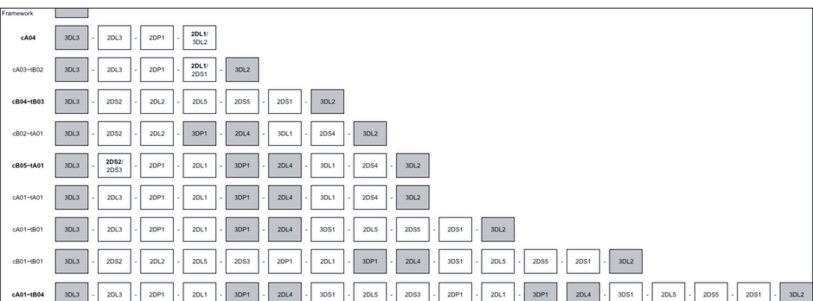 Framework
cA04 3DL3 - 2DL3 - 2DP1 - 2DL1/
3DL2
cA03~tB02 3DL3 - 2DL3 - 2DP1 - 2DL1/ - 3DL2
2DS1
cB04~tB03 3DL3 - 2DS2 - 2DL2 - 2DL5 - 2DS5 - 2DS1 - 3DL2
cB02~tA01 3DL3 - 2DS2 - 2DL2 - 3DP1 - 2DL4 - 3DL1 - 2DS4 - 3DL2
cB05~tA01 3DL3 - 2DS2/ - 2DP1 - 2DL1 - 3DP1 - 2DL4 - 3DL1 - 2DS4 - 3DL2
2DS3
cA01~tA01 3DL3 - 2DL3 - 2DP1 - 2DL1 - 3DP1 - 2DL4 - 3DL1 - 2DS4 - 3DL2
cA01~tB01 3DL3 - 2DL3 - 2DP1 - 2DL1 - 3DP1 - 2DL4 - 3DS1 - 2DL5 - 2DS5 - 2DS1 - 3DL2
cB01~tB01 3DL3 - 2DS2 - 2DL2 - 2DL5 - 2DS3 - 2DP1 - 2DL1 - 3DP1 - 2DL4 - 3DS1 - 2DL5 - 2DS5 - 2DS1 - 3DL2
cA01~tB04 3DL3 - 2DL3 - 2DP1 - 2DL1 - 3DP1 - 2DL4 - 3DS1 - 2DL5 - 2DS3 - 2DP1 - 2DL1 - 3DP1 - 2DL4 - 3DS1 - 2DL5 - 2DS5 - 2DS1 - 3DL2